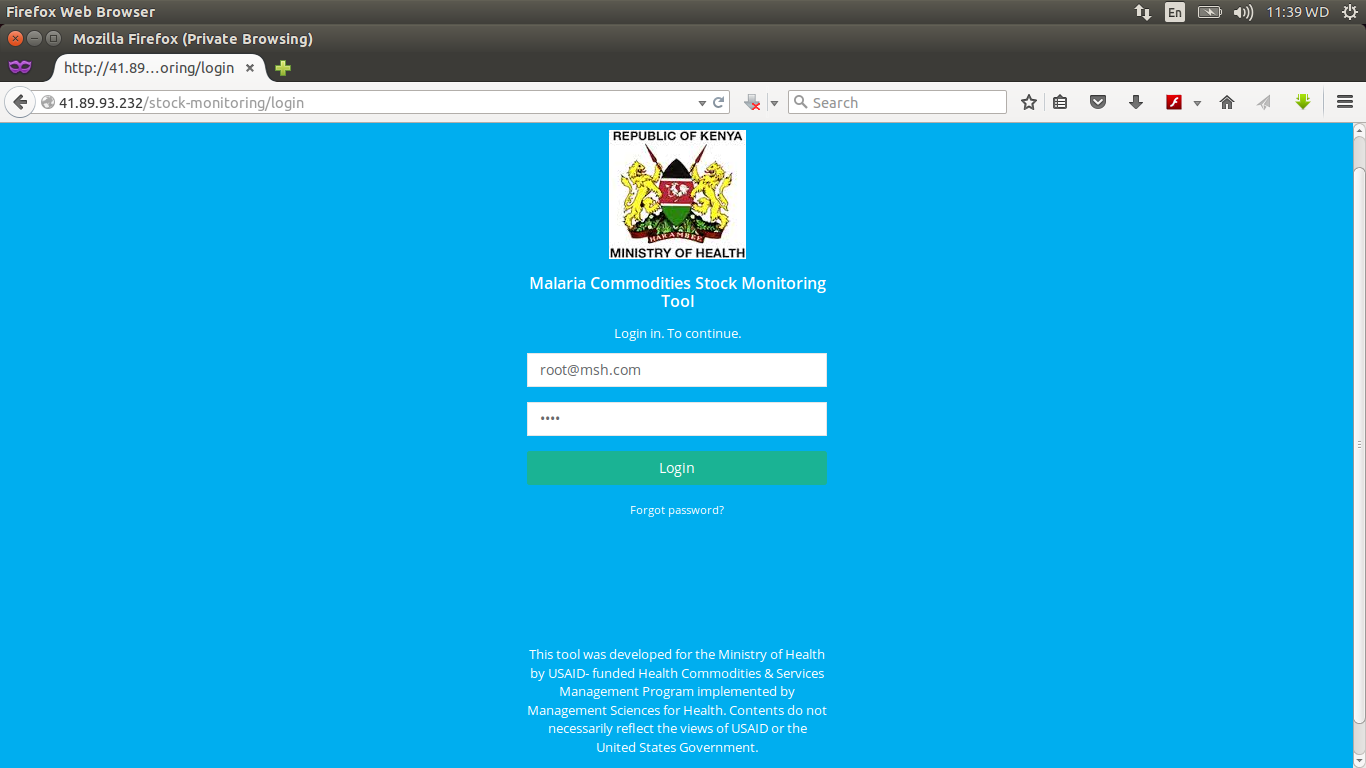 Firefox Web Browser
En
11:39 WD
Mozilla Firefox (Private Browsing)
http://41.89...oring/login
41.89.93.232/stock-monitoring/login
Search
REPUBLIC OF KENYA
HARAMBEE
MINISTRY OF HEALTH
Malaria Commodities Stock Monitoring
Tool
Login in. To continue.
root@msh.com
••••
Login
Forgot password?
This tool was developed for the Ministry of Health
by USAID- funded Health Commodities & Services
Management Program implemented by
Management Sciences for Health. Contents do not
necessarily reflect the views of USAID or the
United States Government.